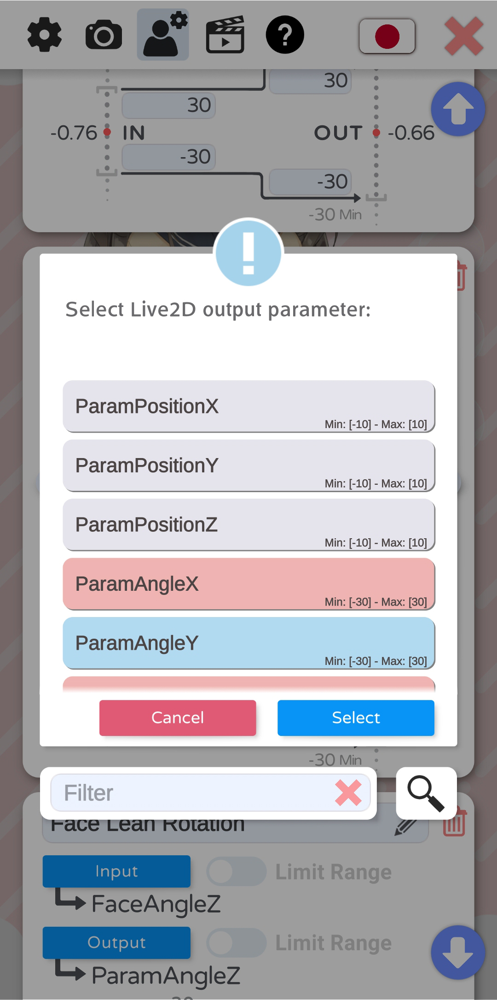 30
30
-0.76 IN OUT -0.66
-30
-30
-30 Min
Select Live2D output parameter:
ParamPositionX
Min: [-10] - Max: [10]
ParamPositionY
Min: [-10] - Max: [10]
ParamPositionZ
Min: [-10] - Max: [10]
ParamAngleX
Min: [-30] - Max: [30]
ParamAngleY
Min: [-30] - Max: [30]
Cancel Select
-30 Min
Filter
Face Lean Rotation
Input Limit Range
FaceAngleZ
Output Limit Range
ParamAngleZ